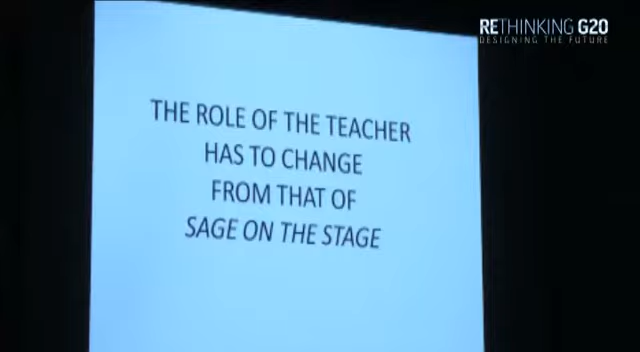 RETHINKING G20
DESIGNING THE FUTURE
THE ROLE OF THE TEACHER
HAS TO CHANGE
FROM THAT OF
SAGE ON THE STAGE